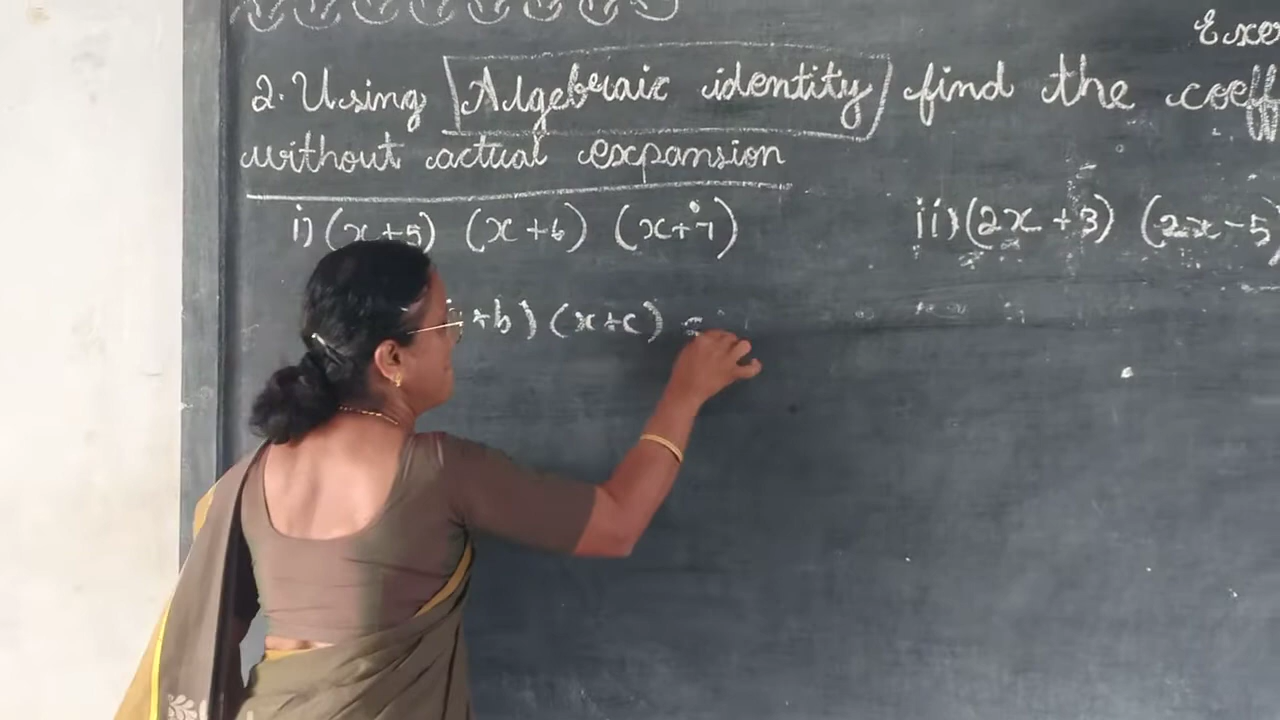 Exer
2. Using Algebraic identity find the coeff
without actual expansion
i) (x+5) (x+6) (x+7)
ii) (2x+3) (2x-5)
+b) (x+c) =